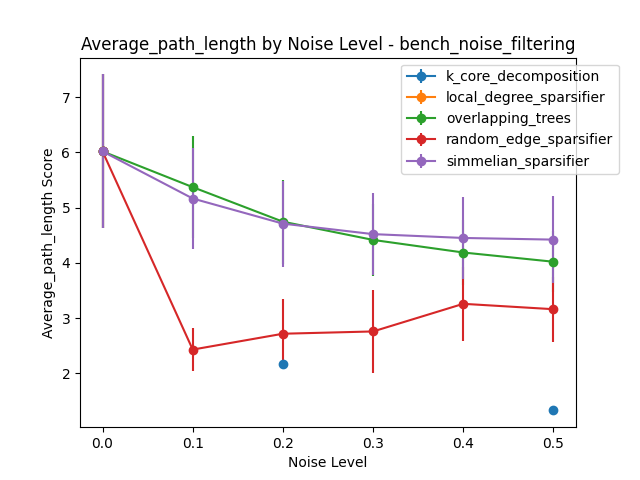 Average_path_length by Noise Level - bench_noise_filtering
Average_path_length Score
7
6
5
4
3
2
k_core_decomposition
local_degree_sparsifier
overlapping_trees
random_edge_sparsifier
simmelian_sparsifier
0.0 0.1 0.2 0.3 0.4 0.5
Noise Level